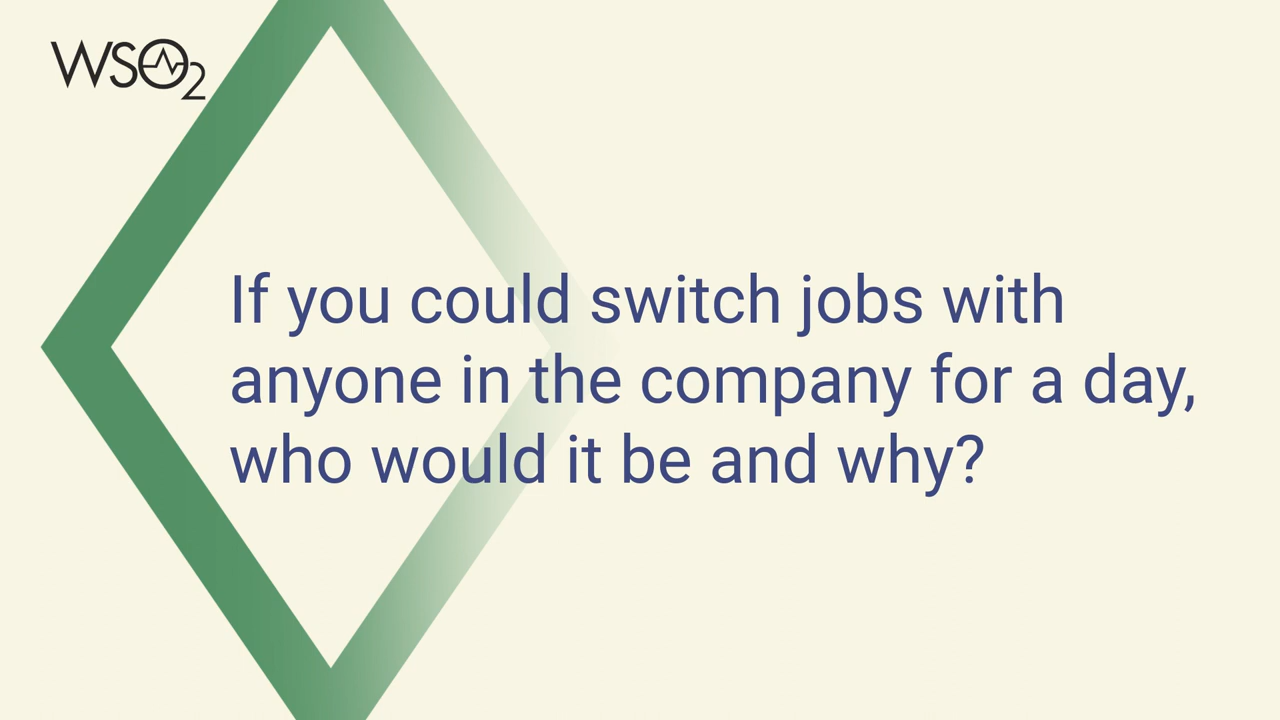 WSO2
If you could switch jobs with
anyone in the company for a day,
who would it be and why?